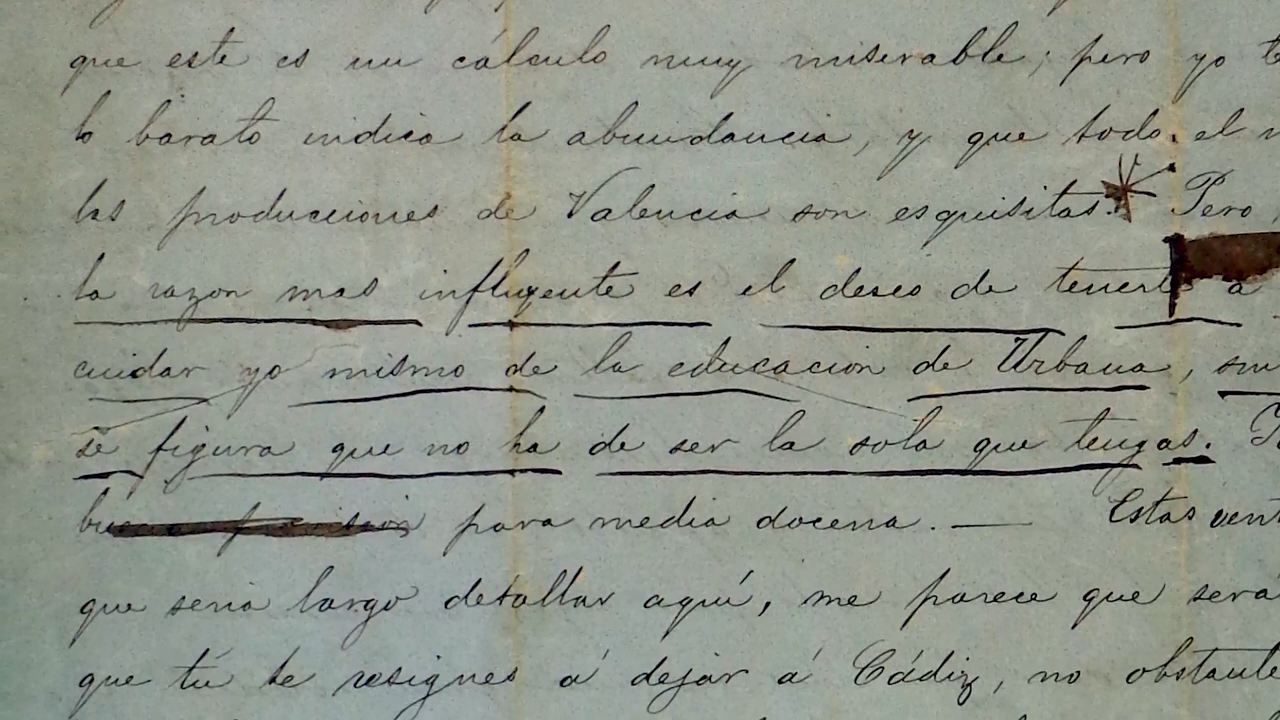 que este es un cálculo muy miserable; pero yo
lo barato indica la abundancia, y que todo el
las producciones de Valencia son esquisitas. Pero
la razon mas influyente es el deseo de tenerte a
cuidar yo mismo de la educacion de Urbana,
se figura que no ha de ser la sola que tengas.
para media docena. —— Estas
que seria largo detallar aquí, me parece que será
que tú te resignes á dejar á Cádiz, no obstante